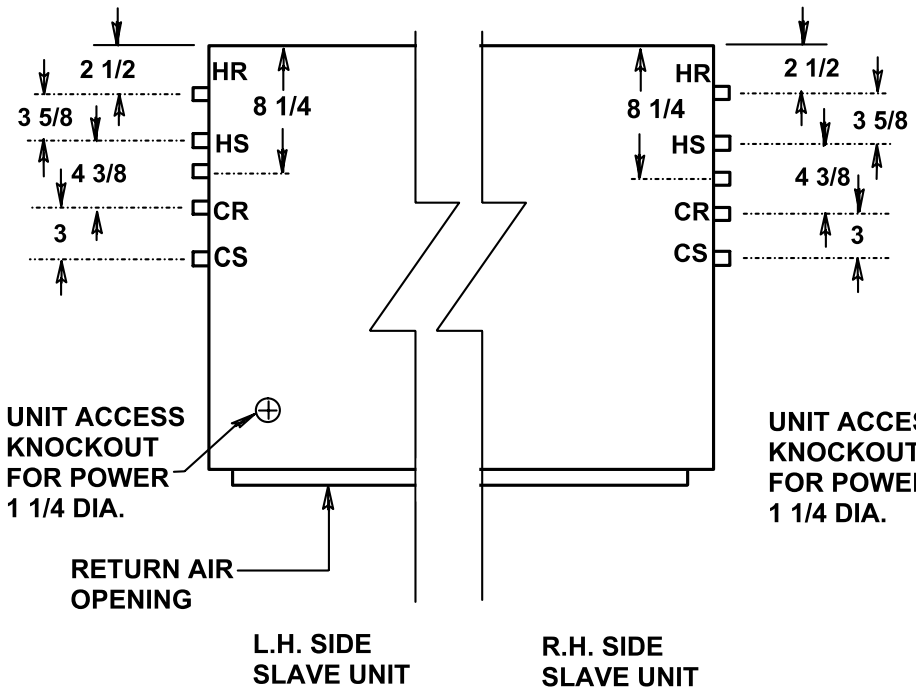 2 1/2
HR
8 1/4
3 5/8
HS
4 3/8
CR
3
CS
HR
2 1/2
8 1/4
3 5/8
HS
4 3/8
CR
3
CS
UNIT ACCESS
KNOCKOUT
FOR POWER
1 1/4 DIA.
UNIT ACCES
KNOCKOUT
FOR POWER
1 1/4 DIA.
RETURN AIR
OPENING
L.H. SIDE
SLAVE UNIT
R.H. SIDE
SLAVE UNIT